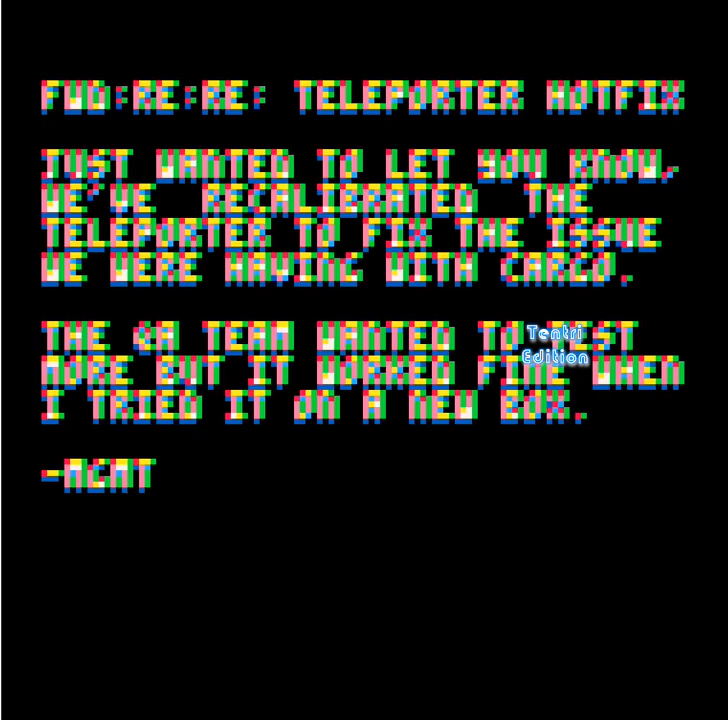 FWD:RE:RE: TELEPORTER HOTFIX
JUST WANTED TO LET YOU KNOW,
WE'VE RECALIBRATED THE
TELEPORTER TO FIX THE ISSUE
WE WERE HAVING WITH CARGO.
THE QA TEAM WANTED TO TEST
MORE BUT IT WORKED FINE WHEN
I TRIED IT ON A NEW BOX.
-MGMT
Tentri
Edition